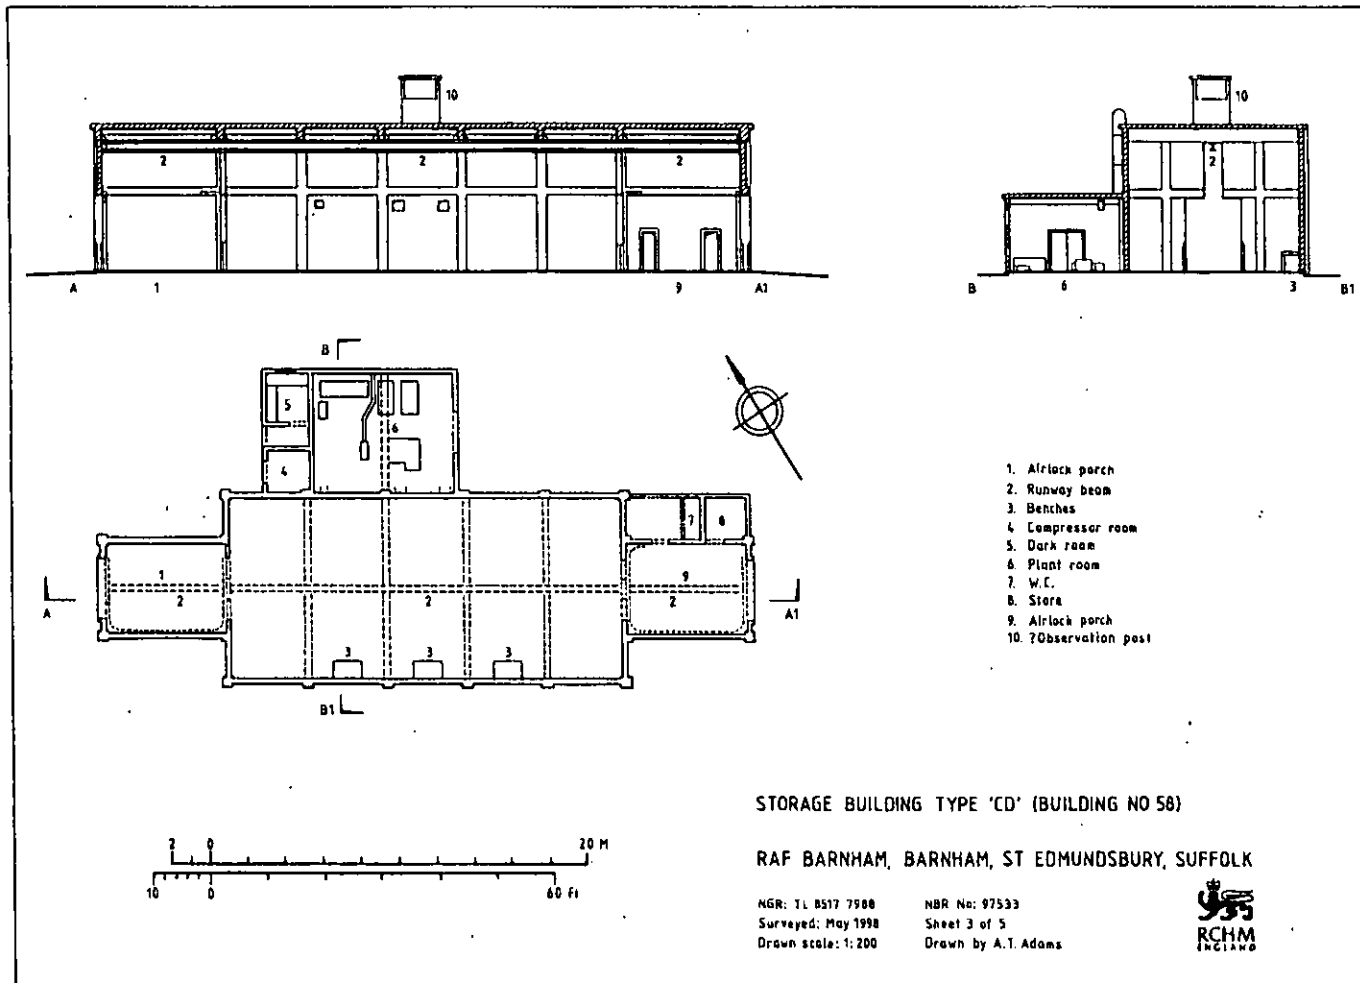 10
10
2 2 2
2
A 1 9 A1
B 6 3 B1
B
5
6
4
7 8
1 9
A 2 2 2 A1
3 3 3
B1
1. Airlock porch
2. Runway beam
3. Benches
4 Compressor room
5. Dark room
6. Plant room
7. W.C.
8. Store
9. Airlock porch
10. ?Observation post
2 0 20 M
10 0 60 Ft
STORAGE BUILDING TYPE 'CD' (BUILDING NO 58)
RAF BARNHAM, BARNHAM, ST EDMUNDSBURY, SUFFOLK
NGR: TL 8517 7980 NBR No: 97533
Surveyed: May 1998 Sheet 3 of 5
Drawn scale: 1:200 Drawn by A.T. Adams
RCHM
ENGLAND